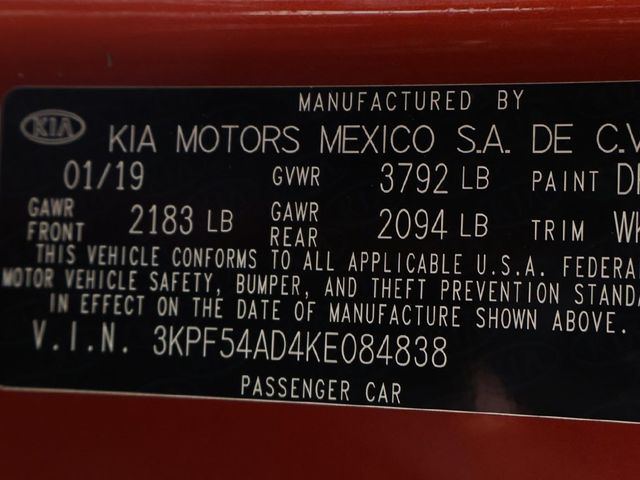 MANUFACTURED BY
KIA KIA MOTORS MEXICO S.A. DE C.V
01/19 GVWR 3792 LB PAINT
GAWR FRONT 2183 LB GAWR REAR 2094 LB TRIM
THIS VEHICLE CONFORMS TO ALL APPLICABLE U.S.A. FEDERA
MOTOR VEHICLE SAFETY, BUMPER, AND THEFT PREVENTION STANDA
IN EFFECT ON THE DATE OF MANUFACTURE SHOWN ABOVE.
V.I.N. 3KPF54AD4KE084838
PASSENGER CAR